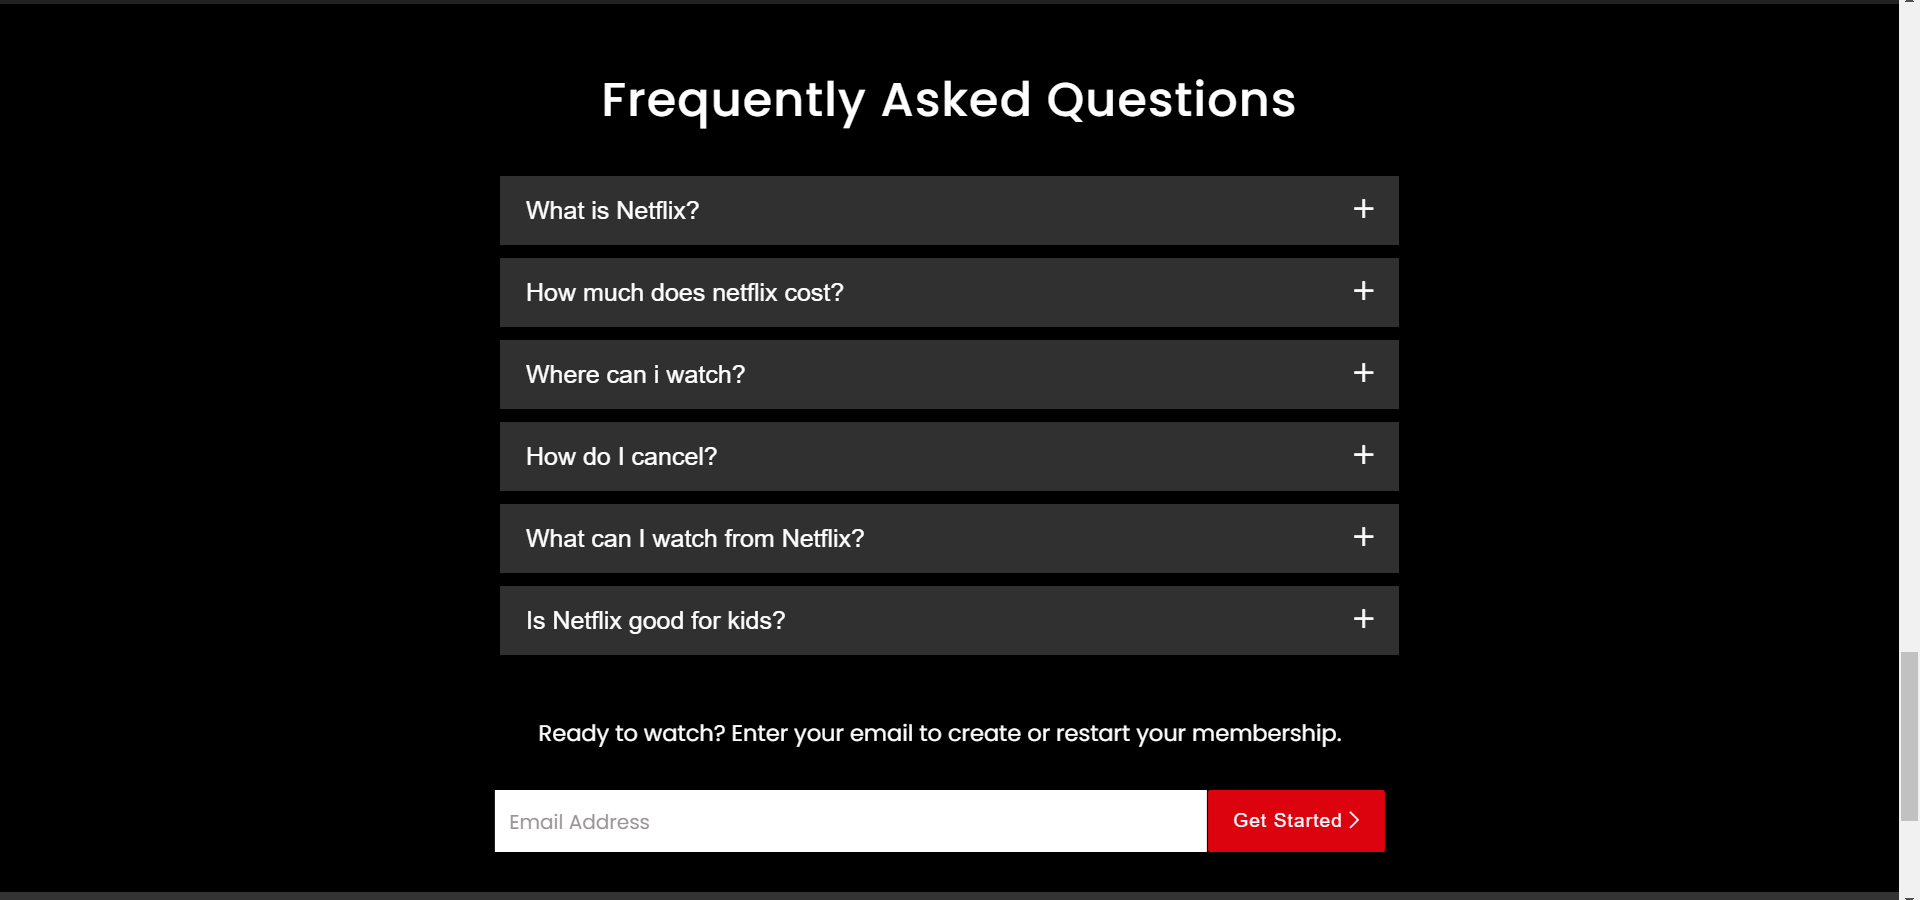 Frequently Asked Questions
What is Netflix?
How much does netflix cost?
Where can i watch?
How do I cancel?
What can I watch from Netflix?
Is Netflix good for kids?
Ready to watch? Enter your email to create or restart your membership.
Email Address
Get Started